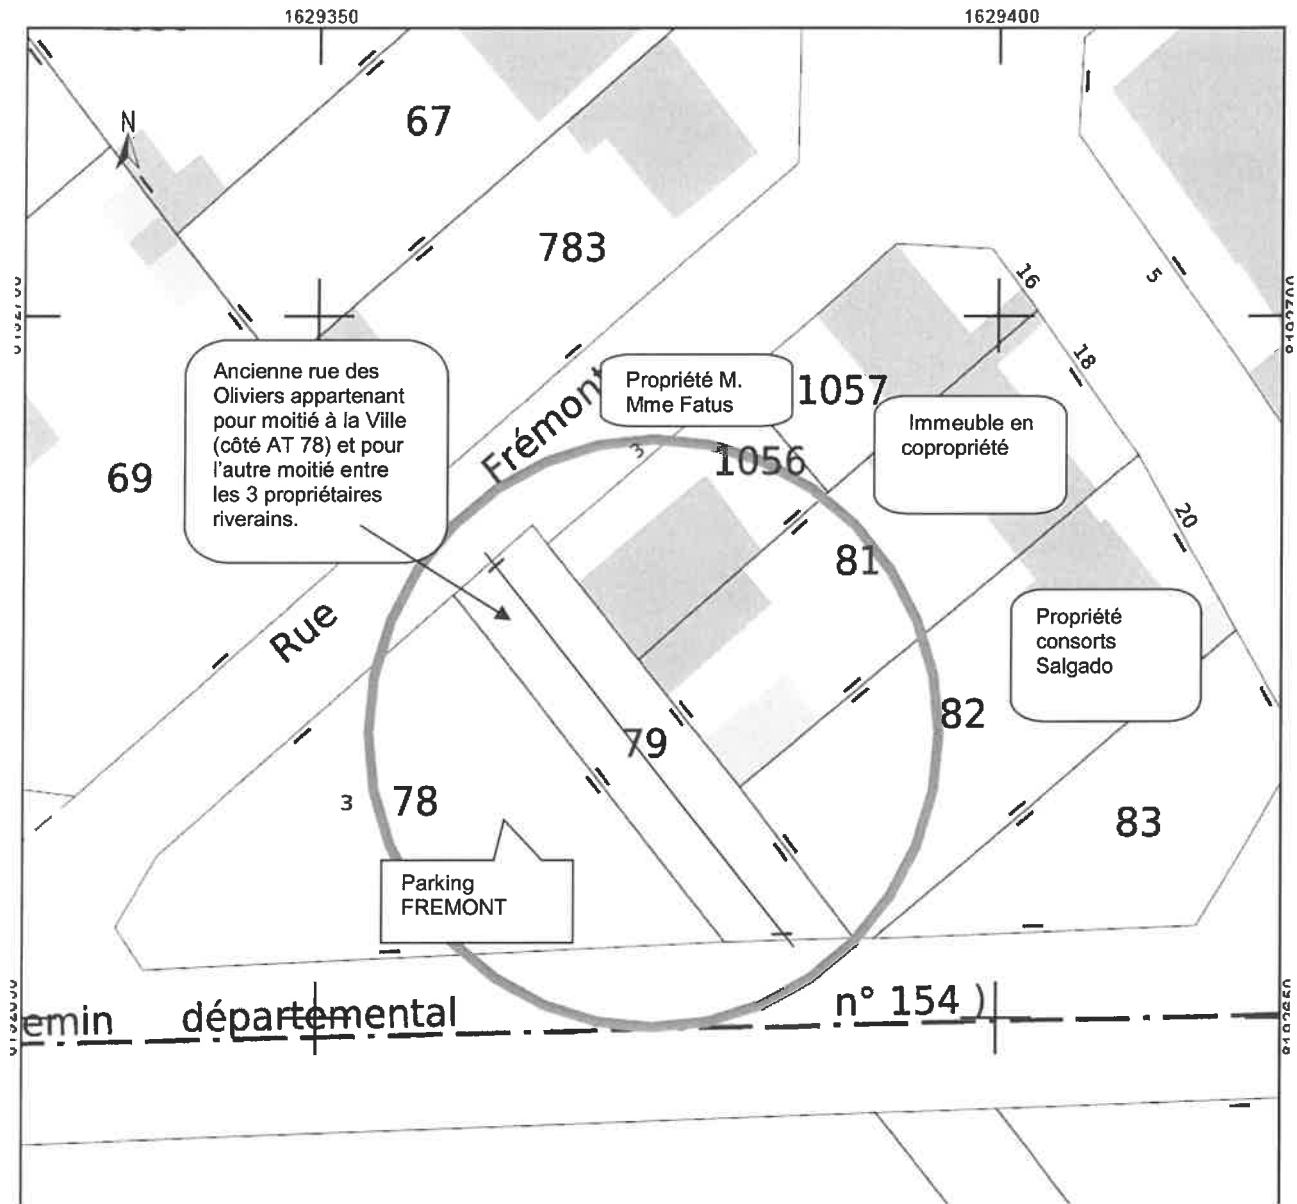 1629350
1629400
N
67
783
16
5
8192700
18
Ancienne rue des
Oliviers appartenant
pour moitié à la Ville
(côté AT 78) et pour
l'autre moitié entre
les 3 propriétaires
riverains.
Propriété M.
Mme Fatus
1057
Immeuble en
copropriété
Frémont
3
1056
69
20
81
Rue
Propriété
consorts
Salgado
82
79
3
78
83
Parking
FREMONT
emin départemental n° 154 )
8192650